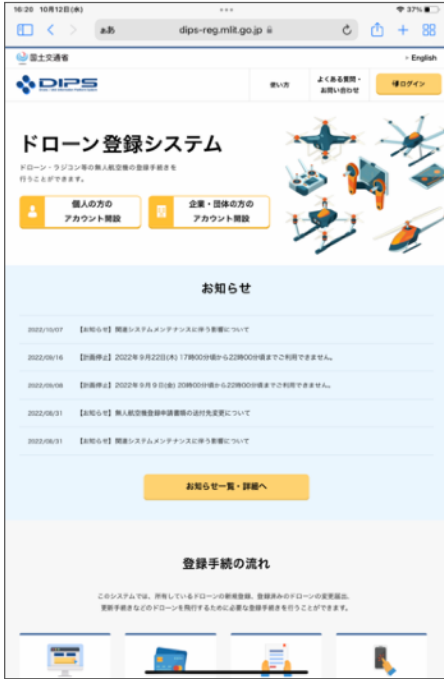 16:20 10月12日(水)
37%
ぁあ
dips-reg.mlit.go.jp
国土交通省
English
DIPS
使い方
よくある質問・
お問い合わせ
ログイン
ドローン登録システム
ドローン・ラジコン等の無人航空機の登録手続きを
行うことができます。
個人の方の
アカウント開設
企業・団体の方の
アカウント開設
お知らせ
2022/10/07 【お知らせ】関連システムメンテナンスに伴う影響について
2022/09/16 【計画停止】2022年9月22日(木) 17時00分頃から22時00分頃までご利用できません。
2022/09/08 【計画停止】2022年9月9日(金) 20時00分頃から22時00分頃までご利用できません。
2022/08/31 【お知らせ】無人航空機登録申請書類の送付先変更について
2022/08/31 【お知らせ】関連システムメンテナンスに伴う影響について
お知らせ一覧・詳細へ
登録手続の流れ
このシステムでは、所有しているドローンの新規登録、登録済みのドローンの変更届出、
更新手続きなどのドローンを飛行するために必要な登録手続きを行うことができます。